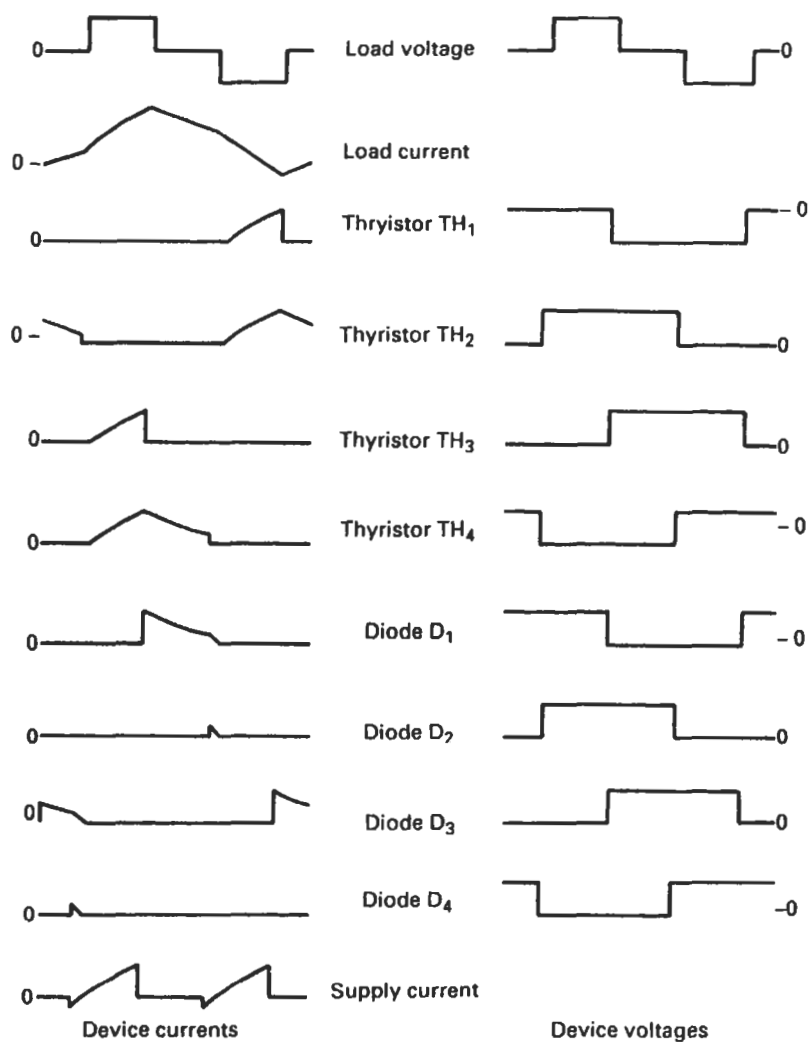 0 Load voltage 0
0 – Load current
0 Thryistor TH1 – 0
0 – Thyristor TH2 0
0 Thyristor TH3 0
0 Thyristor TH4 – 0
0 Diode D1 – 0
0 Diode D2 0
0 Diode D3 0
0 Diode D4 –0
0 Supply current
Device currents Device voltages